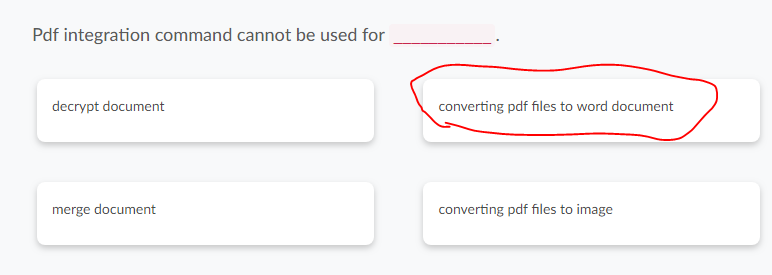 Pdf integration command cannot be used for ___________.
decrypt document
converting pdf files to word document
merge document
converting pdf files to image